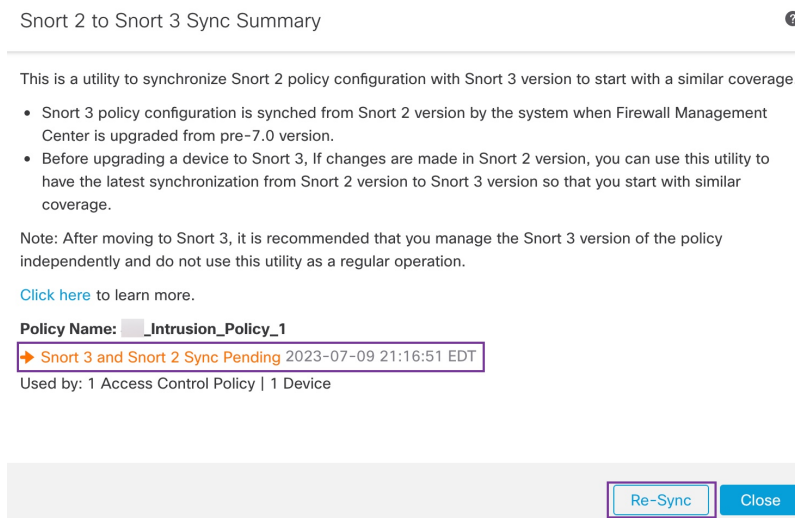 Snort 2 to Snort 3 Sync Summary
?
This is a utility to synchronize Snort 2 policy configuration with Snort 3 version to start with a similar coverage
• Snort 3 policy configuration is synched from Snort 2 version by the system when Firewall Management
Center is upgraded from pre-7.0 version.
• Before upgrading a device to Snort 3, If changes are made in Snort 2 version, you can use this utility to
have the latest synchronization from Snort 2 version to Snort 3 version so that you start with similar
coverage.
Note: After moving to Snort 3, it is recommended that you manage the Snort 3 version of the policy
independently and do not use this utility as a regular operation.
Click here to learn more.
Policy Name: _Intrusion_Policy_1
Snort 3 and Snort 2 Sync Pending 2023-07-09 21:16:51 EDT
Used by: 1 Access Control Policy | 1 Device
Re-Sync Close